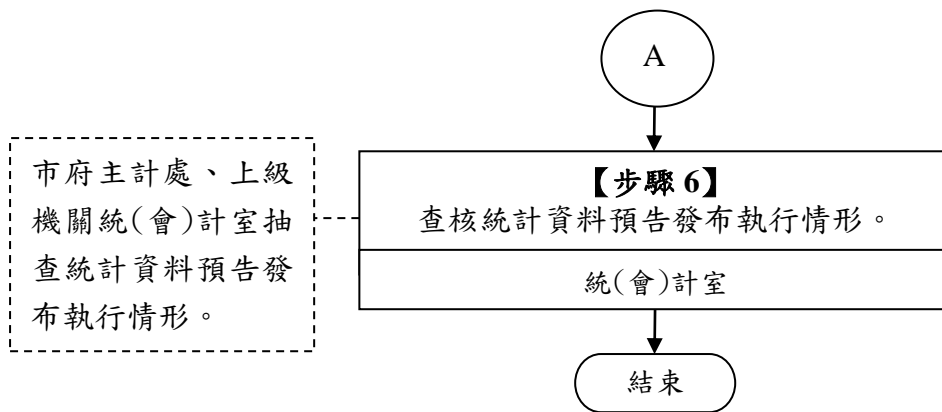 A
【步驟 6】
查核統計資料預告發布執行情形。
統(會)計室
市府主計處、上級
機關統(會)計室抽
查統計資料預告發
布執行情形。
結束